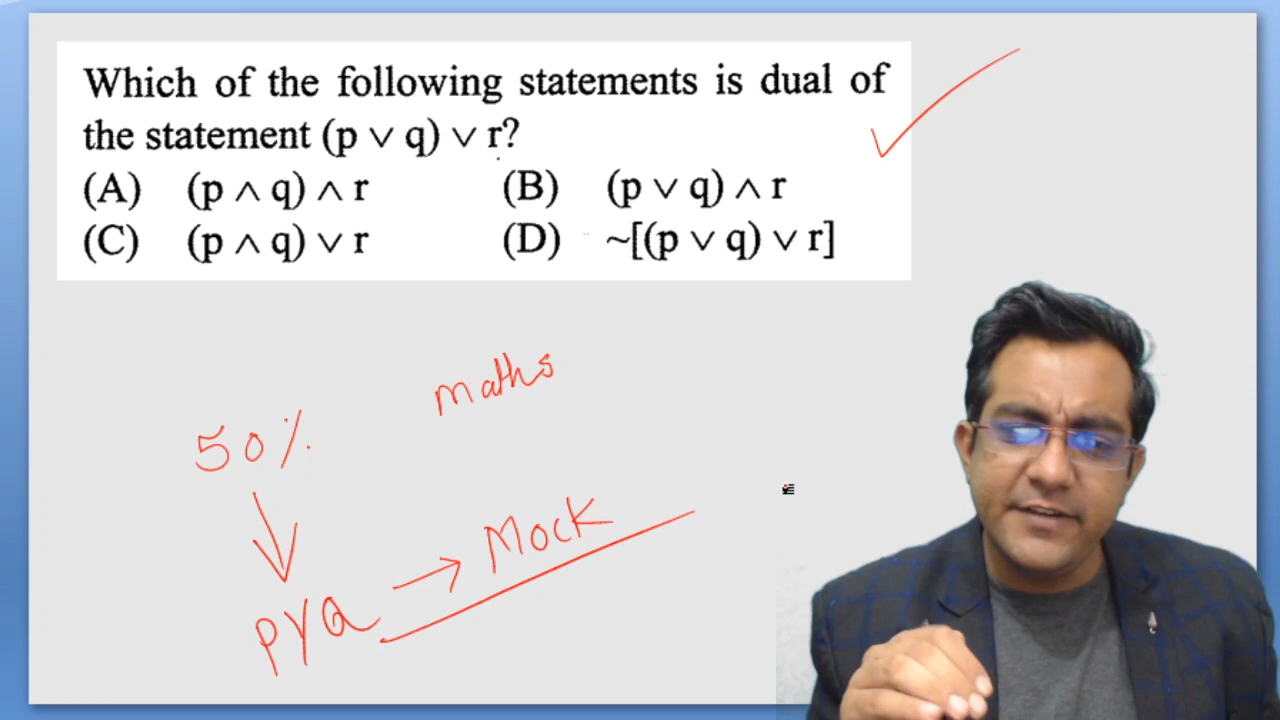 Which of the following statements is dual of
the statement (p ∨ q) ∨ r?
(A) (p ∧ q) ∧ r (B) (p ∨ q) ∧ r
(C) (p ∧ q) ∨ r (D) ~[(p ∨ q) ∨ r]
maths
50%
PYQ → Mock